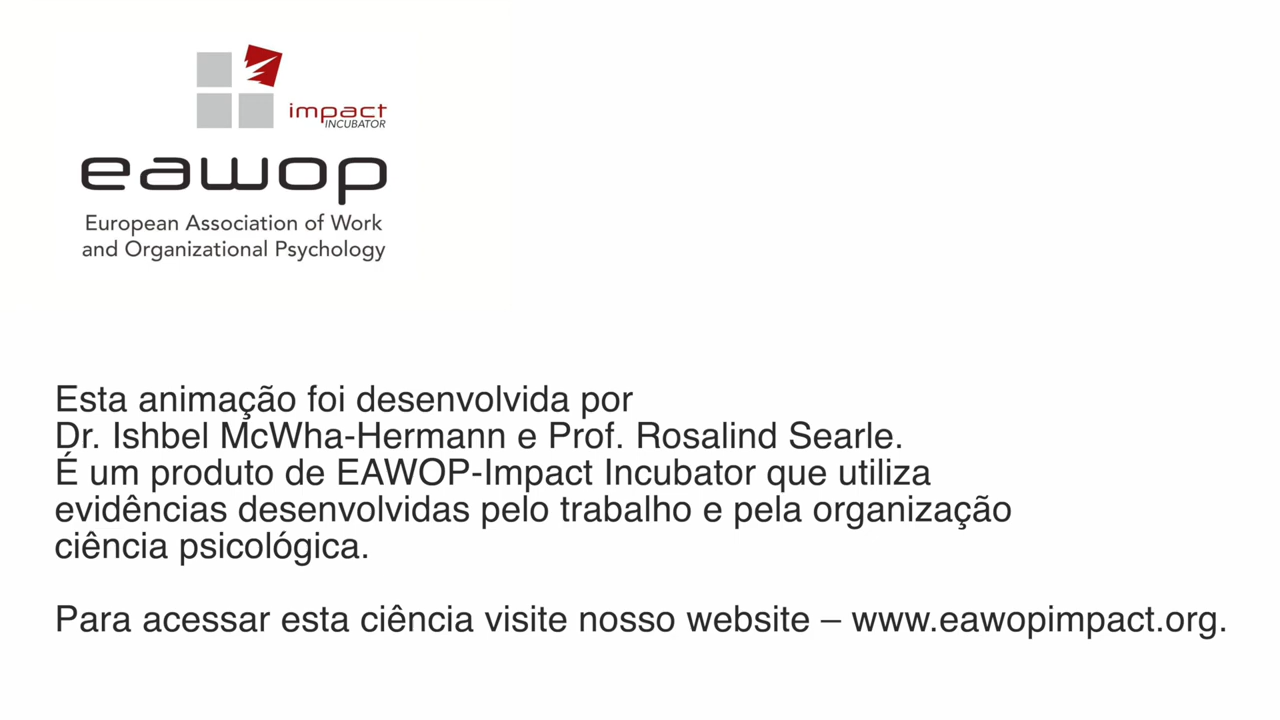 impact
INCUBATOR
eawop
European Association of Work
and Organizational Psychology
Esta animação foi desenvolvida por
Dr. Ishbel McWha-Hermann e Prof. Rosalind Searle.
É um produto de EAWOP-Impact Incubator que utiliza
evidências desenvolvidas pelo trabalho e pela organização
ciência psicológica.
Para acessar esta ciência visite nosso website – www.eawopimpact.org.